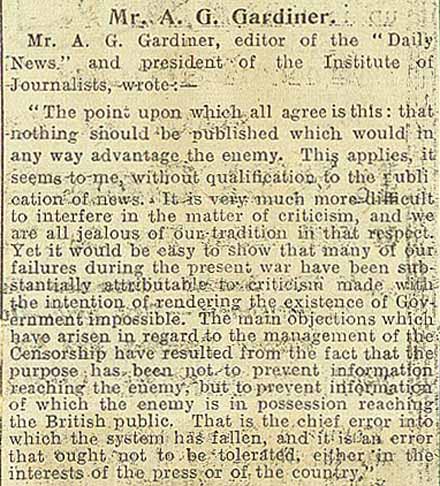 Mr. A. G. Gardiner.
Mr. A. G. Gardiner, editor of the "Daily
News," and president of the Institute of
Journalists, wrote:—
"The point upon which all agree is this: that
nothing should be published which would in
any way advantage the enemy. This applies, it
seems to me, without qualification to the publi
cation of news. It is very much more difficult
to interfere in the matter of criticism, and we
are all jealous of our tradition in that respect.
Yet it would be easy to show that many of our
failures during the present war have been sub-
stantially attributable to criticism made with
the intention of rendering the existence of Gov-
ernment impossible. The main objections which
have arisen in regard to the management of the
Censorship have resulted from the fact that the
purpose has been not to prevent information
reaching the enemy, but to prevent information
of which the enemy is in possession reaching
the British public. That is the chief error into
which the system has fallen, and it is an error
that ought not to be tolerated, either in the
interests of the press or of the country."